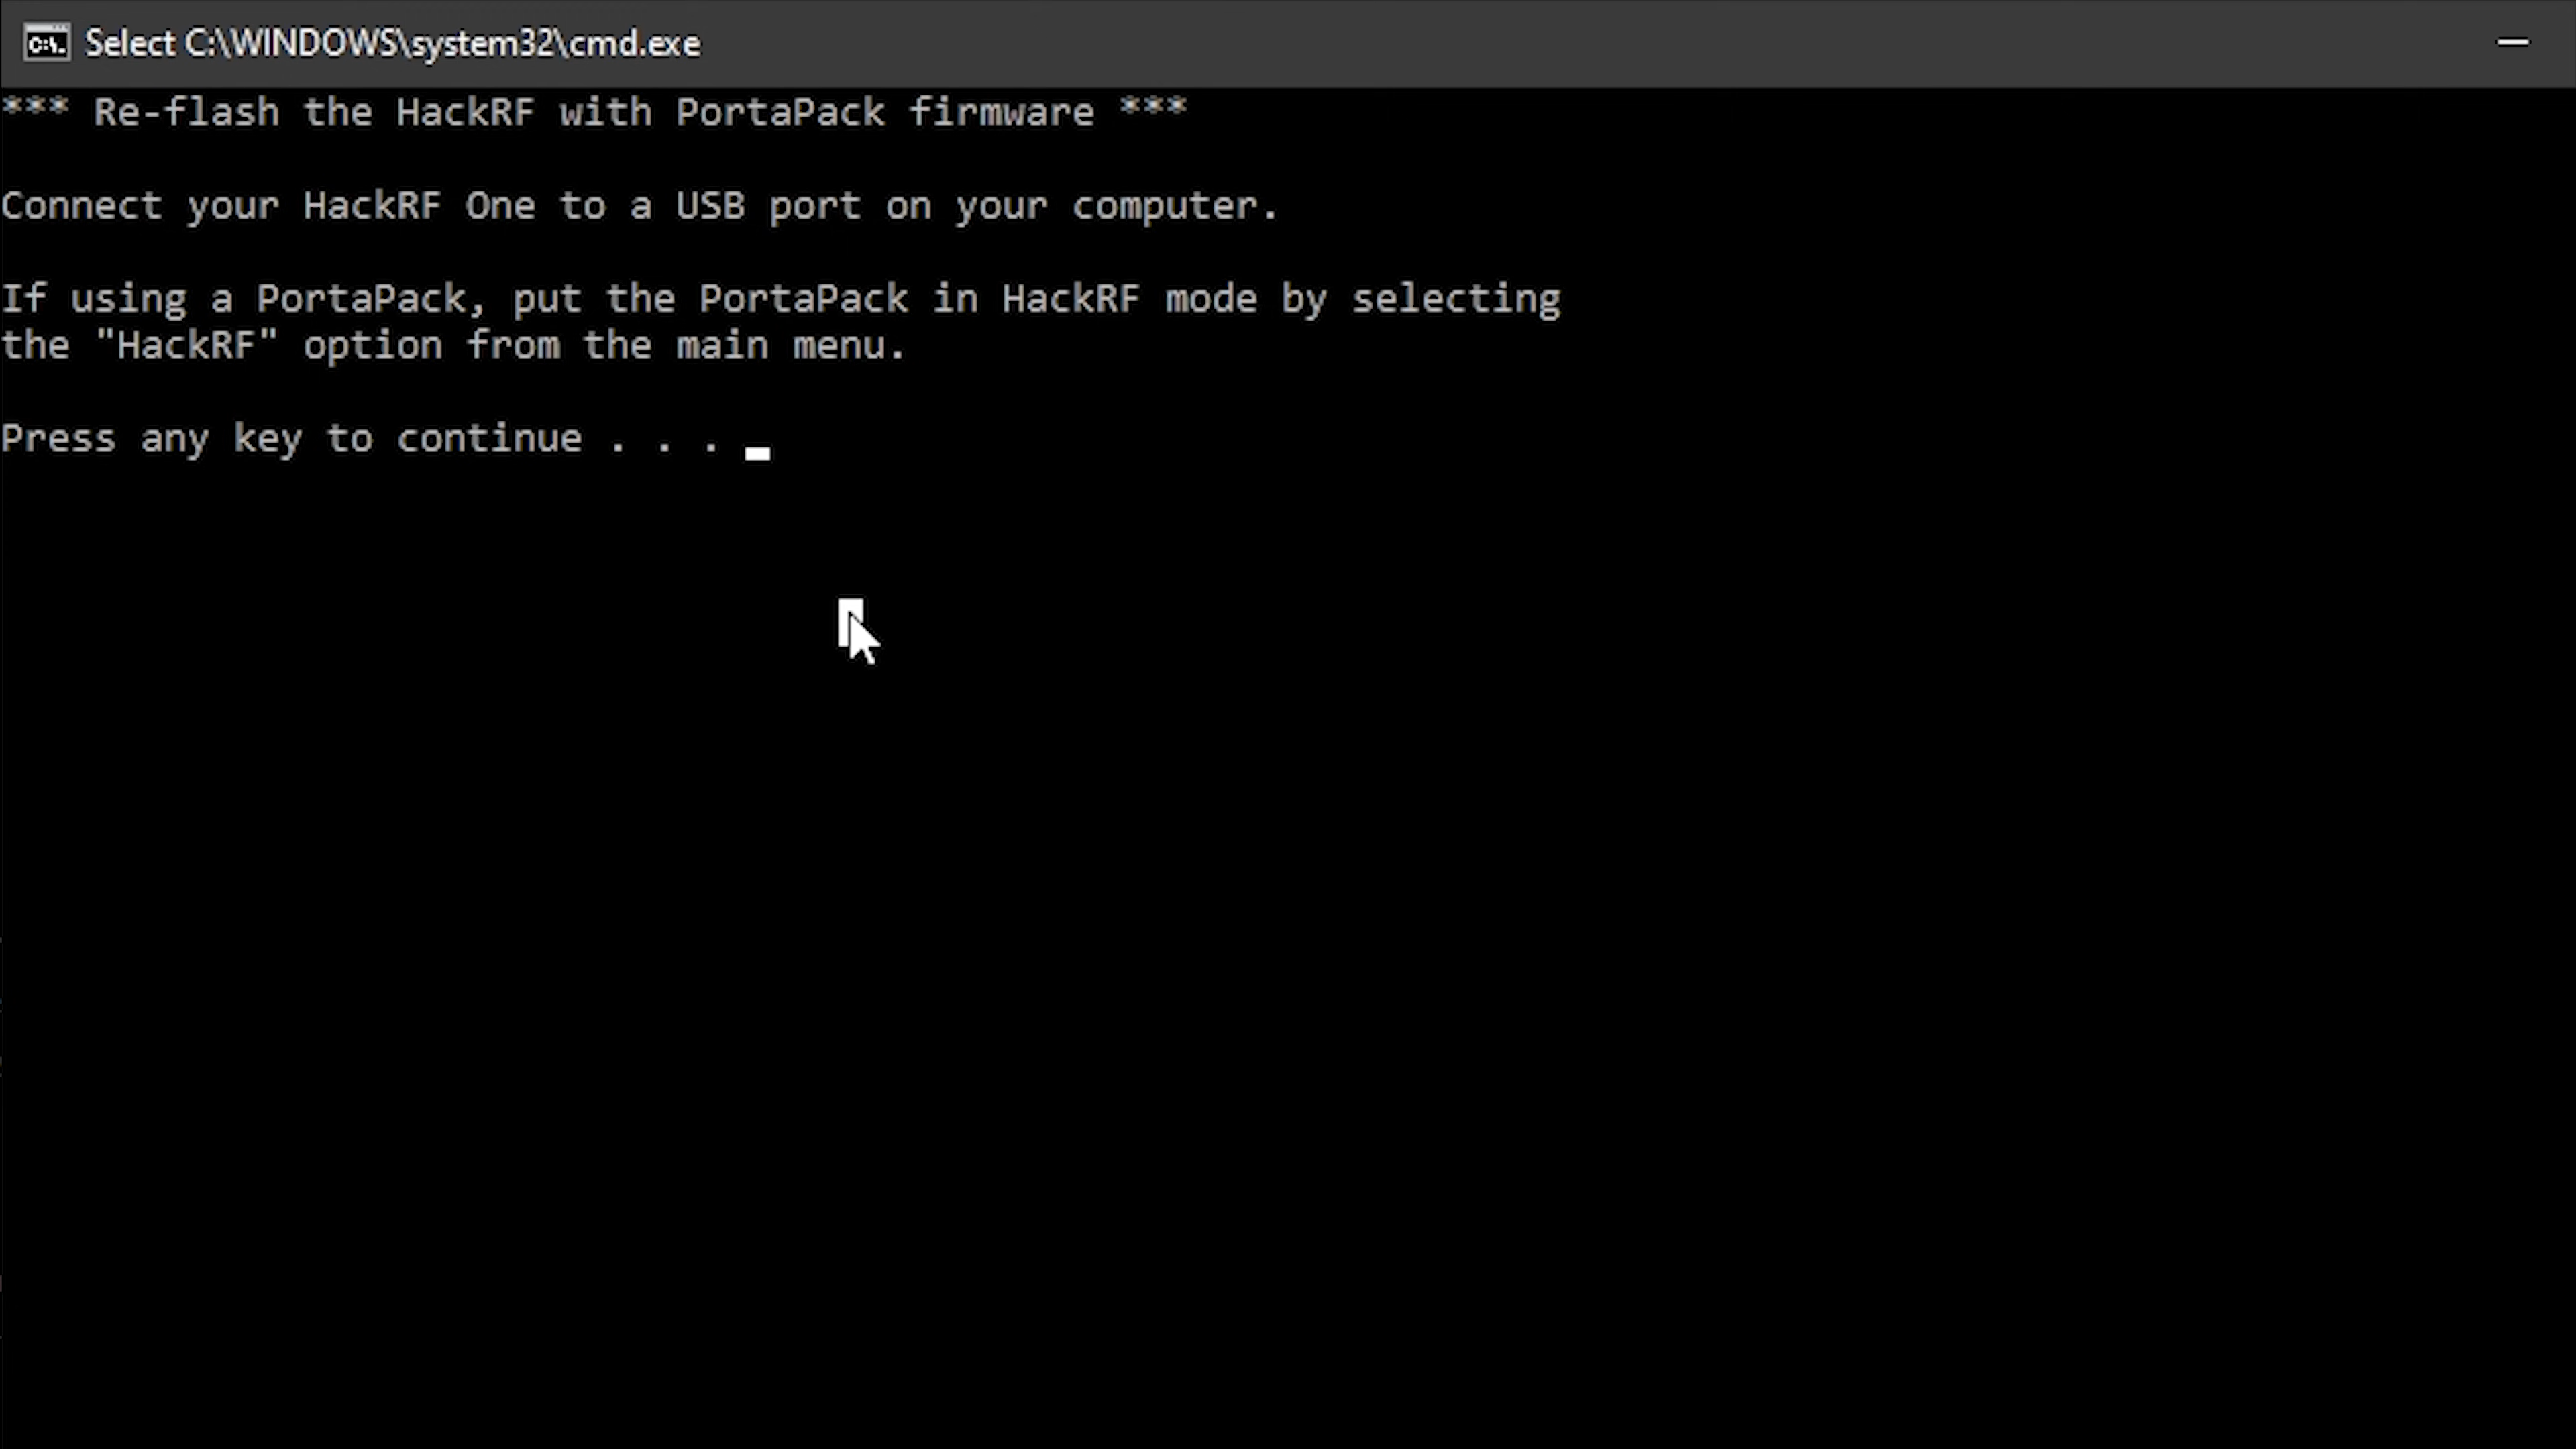 Select C:\WINDOWS\system32\cmd.exe
*** Re-flash the HackRF with PortaPack firmware ***
Connect your HackRF One to a USB port on your computer.
If using a PortaPack, put the PortaPack in HackRF mode by selecting
the "HackRF" option from the main menu.
Press any key to continue . . .